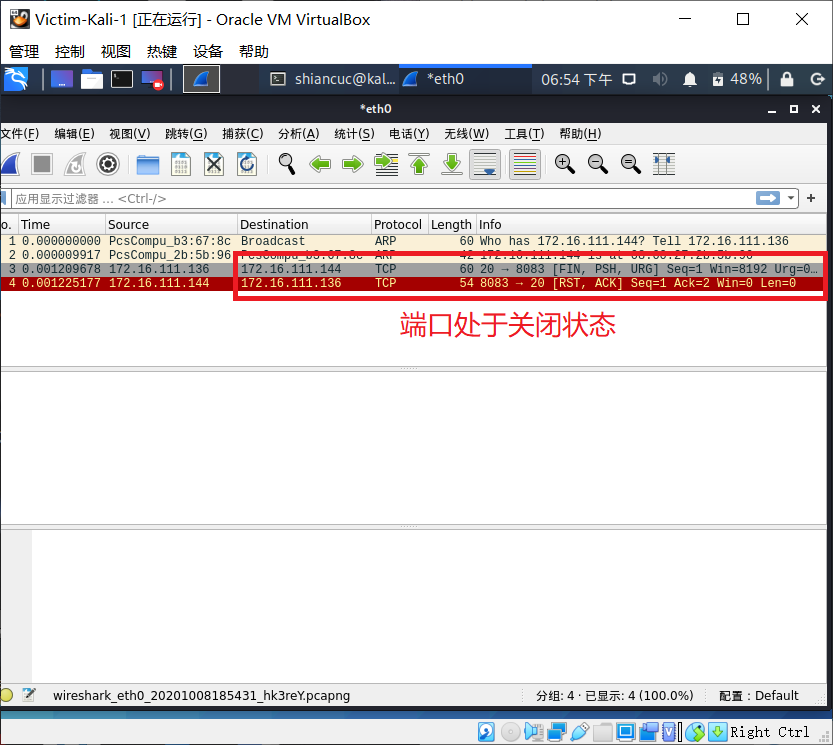 Victim-Kali-1 [正在运行] - Oracle VM VirtualBox
管理 控制 视图 热键 设备 帮助
shiancuc@kal... *eth0 06:54 下午 48%
*eth0
文件(F) 编辑(E) 视图(V) 跳转(G) 捕获(C) 分析(A) 统计(S) 电话(Y) 无线(W) 工具(T) 帮助(H)
应用显示过滤器 … <Ctrl-/>
o. Time Source Destination Protocol Length Info
1 0.000000000 PcsCompu_b3:67:8c Broadcast ARP 60 Who has 172.16.111.144? Tell 172.16.111.136
2 0.000009917 PcsCompu_2b:5b:96 PcsCompu_b3:67:8c ARP 42 172.16.111.144 is at 08:00:27:2b:5b:96
3 0.001209678 172.16.111.136 172.16.111.144 TCP 60 20 → 8083 [FIN, PSH, URG] Seq=1 Win=8192 Urg=0…
4 0.001225177 172.16.111.144 172.16.111.136 TCP 54 8083 → 20 [RST, ACK] Seq=1 Ack=2 Win=0 Len=0
端口处于关闭状态
wireshark_eth0_20201008185431_hk3reY.pcapng 分组: 4 · 已显示: 4 (100.0%) 配置：Default
Right Ctrl